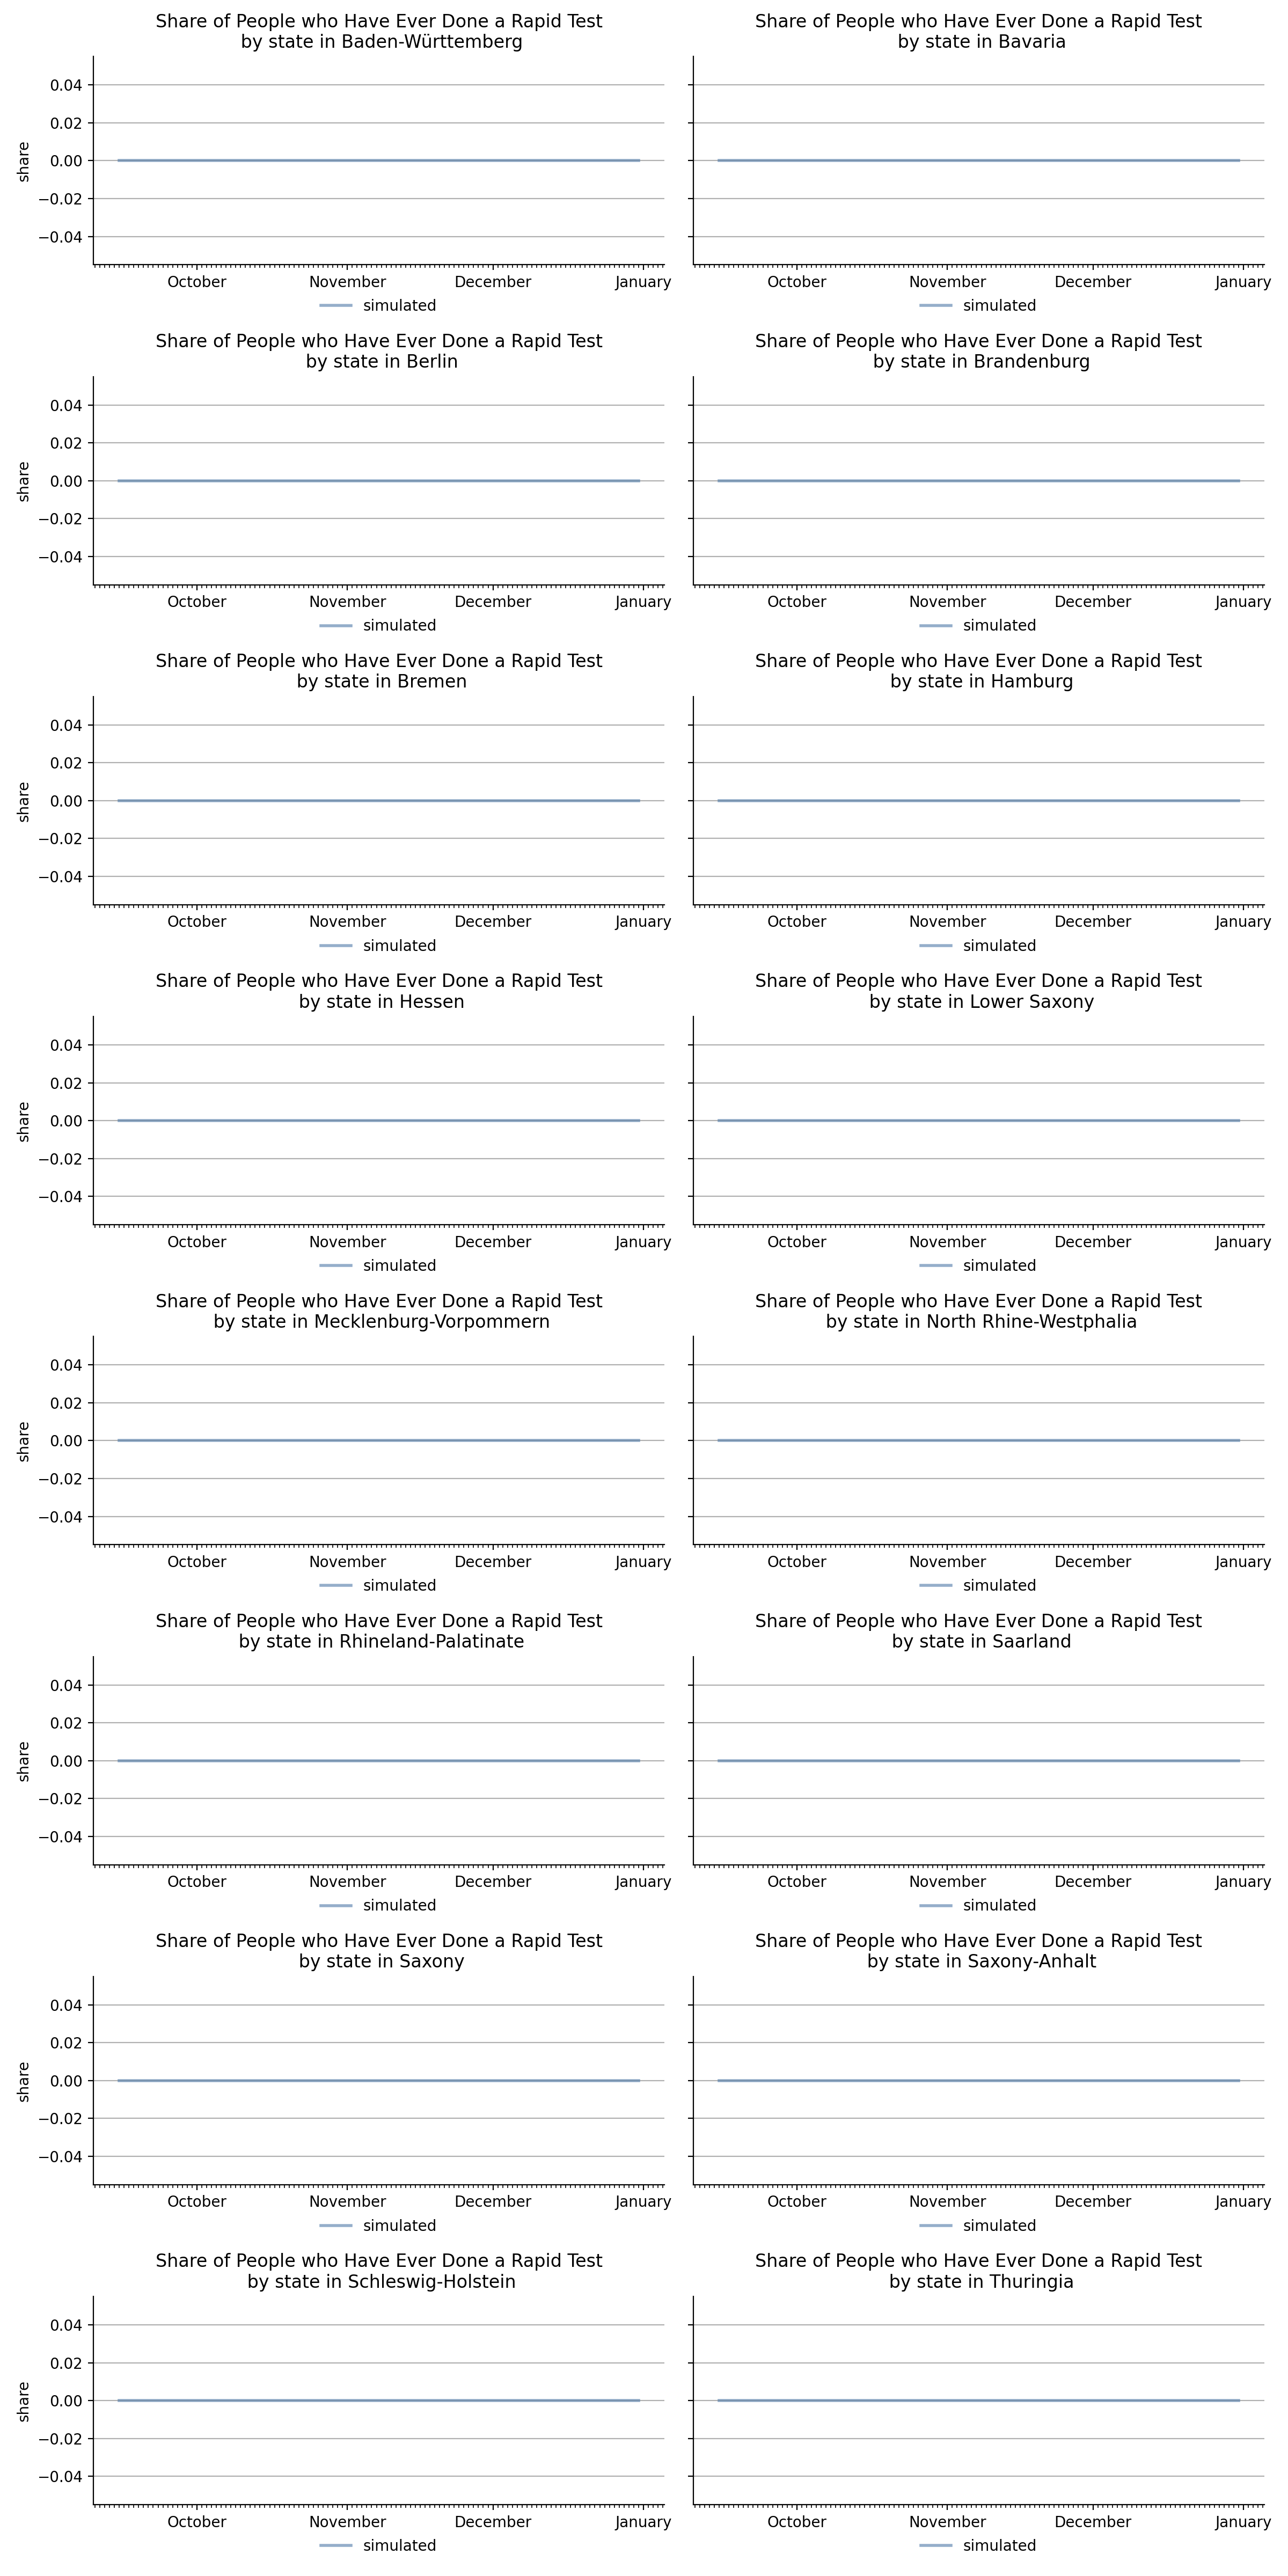 Share of People who Have Ever Done a Rapid Test
by state in Baden-Württemberg
share
0.04
0.02
0.00
−0.02
−0.04
October November December January
simulated
Share of People who Have Ever Done a Rapid Test
by state in Bavaria
October November December January
simulated
Share of People who Have Ever Done a Rapid Test
by state in Berlin
share
0.04
0.02
0.00
−0.02
−0.04
October November December January
simulated
Share of People who Have Ever Done a Rapid Test
by state in Brandenburg
October November December January
simulated
Share of People who Have Ever Done a Rapid Test
by state in Bremen
share
0.04
0.02
0.00
−0.02
−0.04
October November December January
simulated
Share of People who Have Ever Done a Rapid Test
by state in Hamburg
October November December January
simulated
Share of People who Have Ever Done a Rapid Test
by state in Hessen
share
0.04
0.02
0.00
−0.02
−0.04
October November December January
simulated
Share of People who Have Ever Done a Rapid Test
by state in Lower Saxony
October November December January
simulated
Share of People who Have Ever Done a Rapid Test
by state in Mecklenburg-Vorpommern
share
0.04
0.02
0.00
−0.02
−0.04
October November December January
simulated
Share of People who Have Ever Done a Rapid Test
by state in North Rhine-Westphalia
October November December January
simulated
Share of People who Have Ever Done a Rapid Test
by state in Rhineland-Palatinate
share
0.04
0.02
0.00
−0.02
−0.04
October November December January
simulated
Share of People who Have Ever Done a Rapid Test
by state in Saarland
October November December January
simulated
Share of People who Have Ever Done a Rapid Test
by state in Saxony
share
0.04
0.02
0.00
−0.02
−0.04
October November December January
simulated
Share of People who Have Ever Done a Rapid Test
by state in Saxony-Anhalt
October November December January
simulated
Share of People who Have Ever Done a Rapid Test
by state in Schleswig-Holstein
share
0.04
0.02
0.00
−0.02
−0.04
October November December January
simulated
Share of People who Have Ever Done a Rapid Test
by state in Thuringia
October November December January
simulated